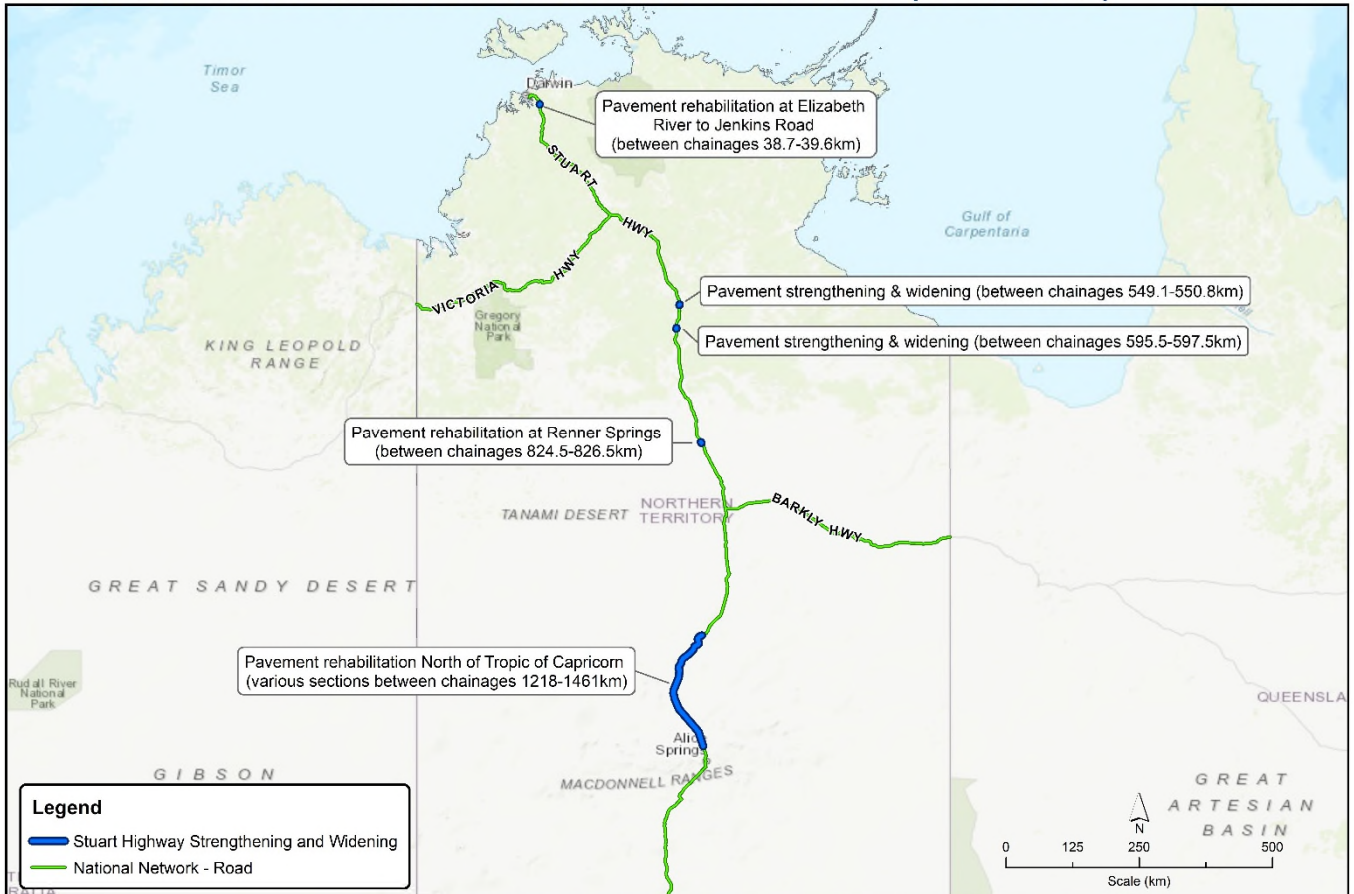 Timor
Sea
Darwin
Pavement rehabilitation at Elizabeth
River to Jenkins Road
(between chainages 38.7-39.6km)
STUART
HWY
Gulf of
Carpentaria
VICTORIA
HWY
Gregory
National
Park
Pavement strengthening & widening (between chainages 549.1-550.8km)
KING LEOPOLD
RANGE
Pavement strengthening & widening (between chainages 595.5-597.5km)
Pavement rehabilitation at Renner Springs
(between chainages 824.5-826.5km)
TANAMI DESERT
NORTHERN
TERRITORY
BARKLY HWY
GREAT SANDY DESERT
Pavement rehabilitation North of Tropic of Capricorn
(various sections between chainages 1218-1461km)
Rudall River
National
Park
QUEENSLA
Alice
Springs
GIBSON
MACDONNELL RANGES
GREAT
ARTESIAN
BASIN
Legend
Stuart Highway Strengthening and Widening
National Network - Road
N
0 125 250 500
Scale (km)